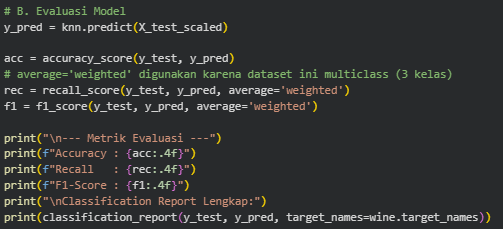 # B. Evaluasi Model
y_pred = knn.predict(X_test_scaled)
acc = accuracy_score(y_test, y_pred)
# average='weighted' digunakan karena dataset ini multiclass (3 kelas)
rec = recall_score(y_test, y_pred, average='weighted')
f1 = f1_score(y_test, y_pred, average='weighted')
print("\n--- Metrik Evaluasi ---")
print(f"Accuracy : {acc:.4f}")
print(f"Recall   : {rec:.4f}")
print(f"F1-Score : {f1:.4f}")
print("\nClassification Report Lengkap:")
print(classification_report(y_test, y_pred, target_names=wine.target_names))